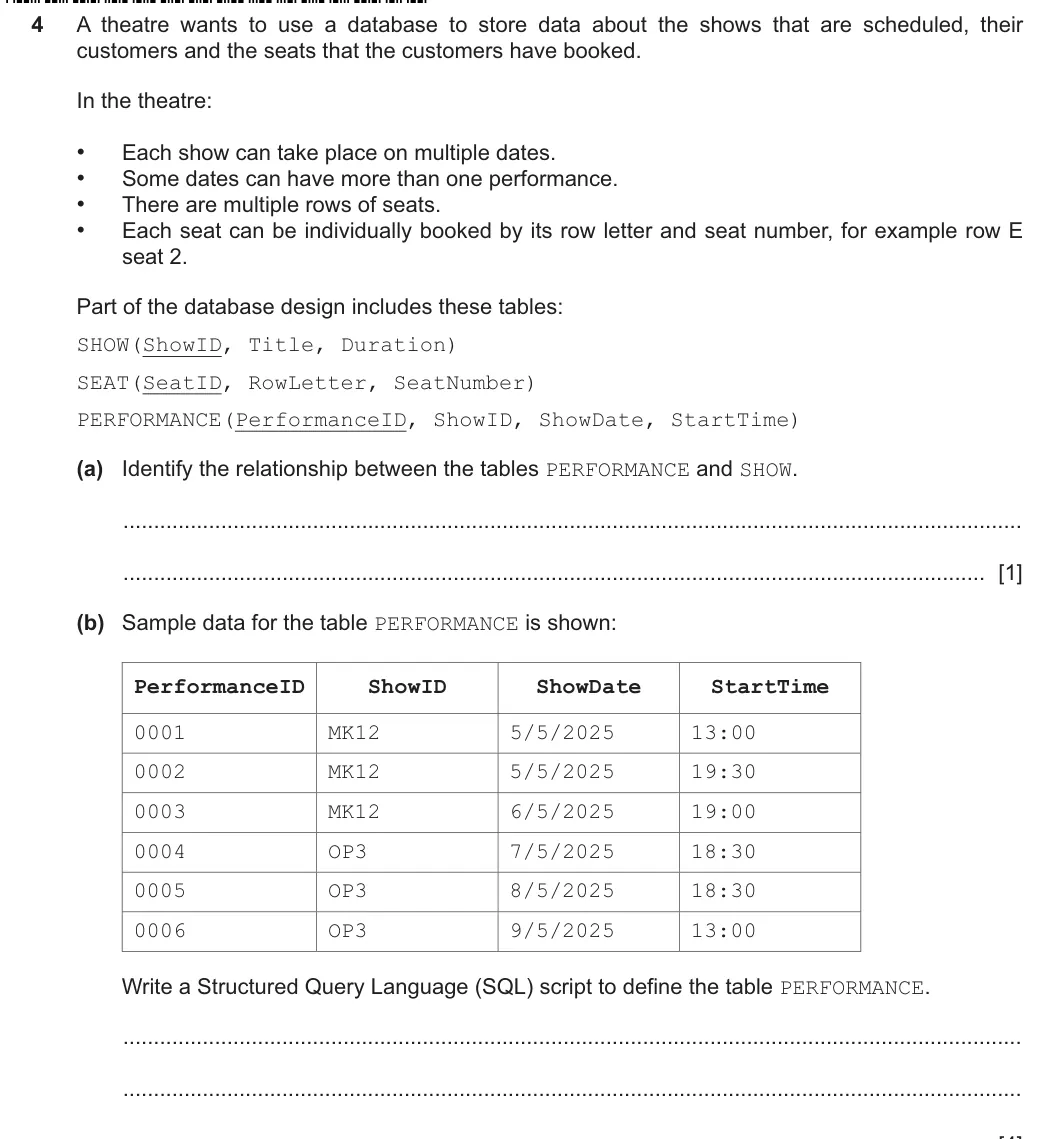 4 A theatre wants to use a database to store data about the shows that are scheduled, their
customers and the seats that the customers have booked.
In the theatre:
• Each show can take place on multiple dates.
• Some dates can have more than one performance.
• There are multiple rows of seats.
• Each seat can be individually booked by its row letter and seat number, for example row E
seat 2.
Part of the database design includes these tables:
SHOW(ShowID, Title, Duration)
SEAT(SeatID, RowLetter, SeatNumber)
PERFORMANCE(PerformanceID, ShowID, ShowDate, StartTime)
(a) Identify the relationship between the tables PERFORMANCE and SHOW.
[1]
(b) Sample data for the table PERFORMANCE is shown:
PerformanceID ShowID ShowDate StartTime
0001 MK12 5/5/2025 13:00
0002 MK12 5/5/2025 19:30
0003 MK12 6/5/2025 19:00
0004 OP3 7/5/2025 18:30
0005 OP3 8/5/2025 18:30
0006 OP3 9/5/2025 13:00
Write a Structured Query Language (SQL) script to define the table PERFORMANCE.